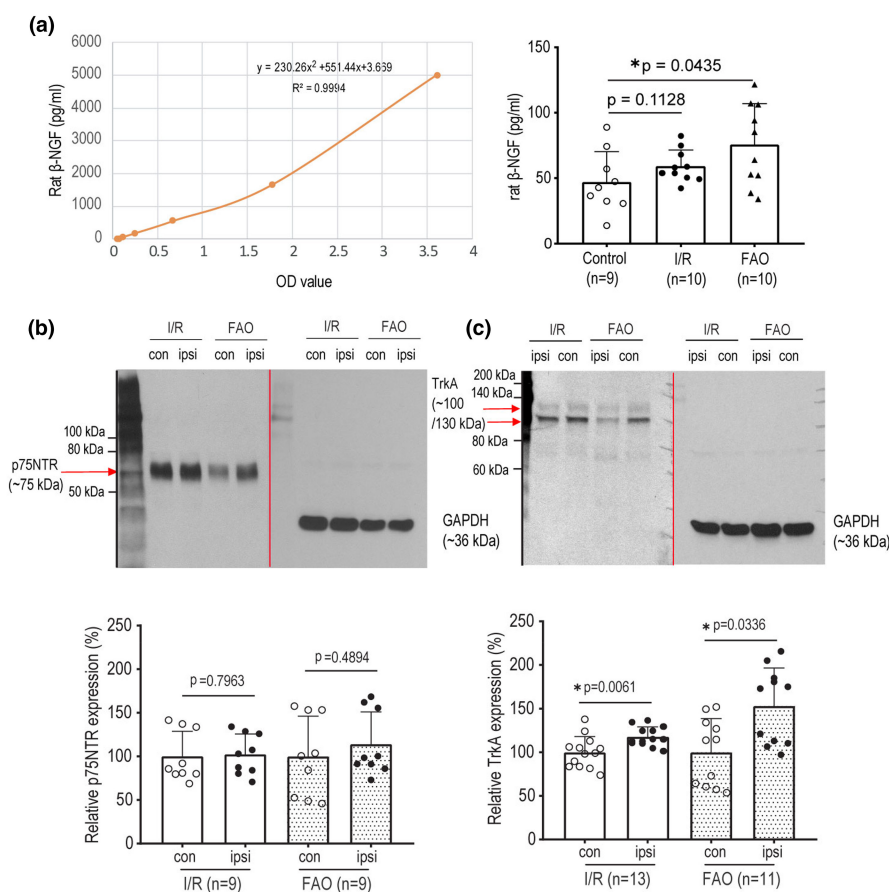 (a)
6000
5000
4000
3000
2000
1000
0
Rat β-NGF (pg/ml)
y = 230.26x² +551.44x+3.669
R² = 0.9994
0 0.5 1 1.5 2 2.5 3 3.5 4
OD value
rat β-NGF (pg/ml)
150
100
50
0
*p = 0.0435
p = 0.1128
Control I/R FAO
(n=9) (n=10) (n=10)
(b)
I/R FAO I/R FAO
con ipsi con ipsi con ipsi con ipsi
100 kDa
80 kDa
p75NTR
(~75 kDa)
50 kDa
GAPDH
(~36 kDa)
(c)
I/R FAO I/R FAO
ipsi con ipsi con ipsi con ipsi con
200 kDa
TrkA
140 kDa
(~100
/130 kDa)
80 kDa
60 kDa
GAPDH
(~36 kDa)
Relative p75NTR expression (%)
250
200
150
100
50
0
p =0.7963
p =0.4894
con ipsi con ipsi
I/R (n=9) FAO (n=9)
Relative TrkA expression (%)
250
200
150
100
50
0
* p=0.0061
* p=0.0336
con ipsi con ipsi
I/R (n=13) FAO (n=11)